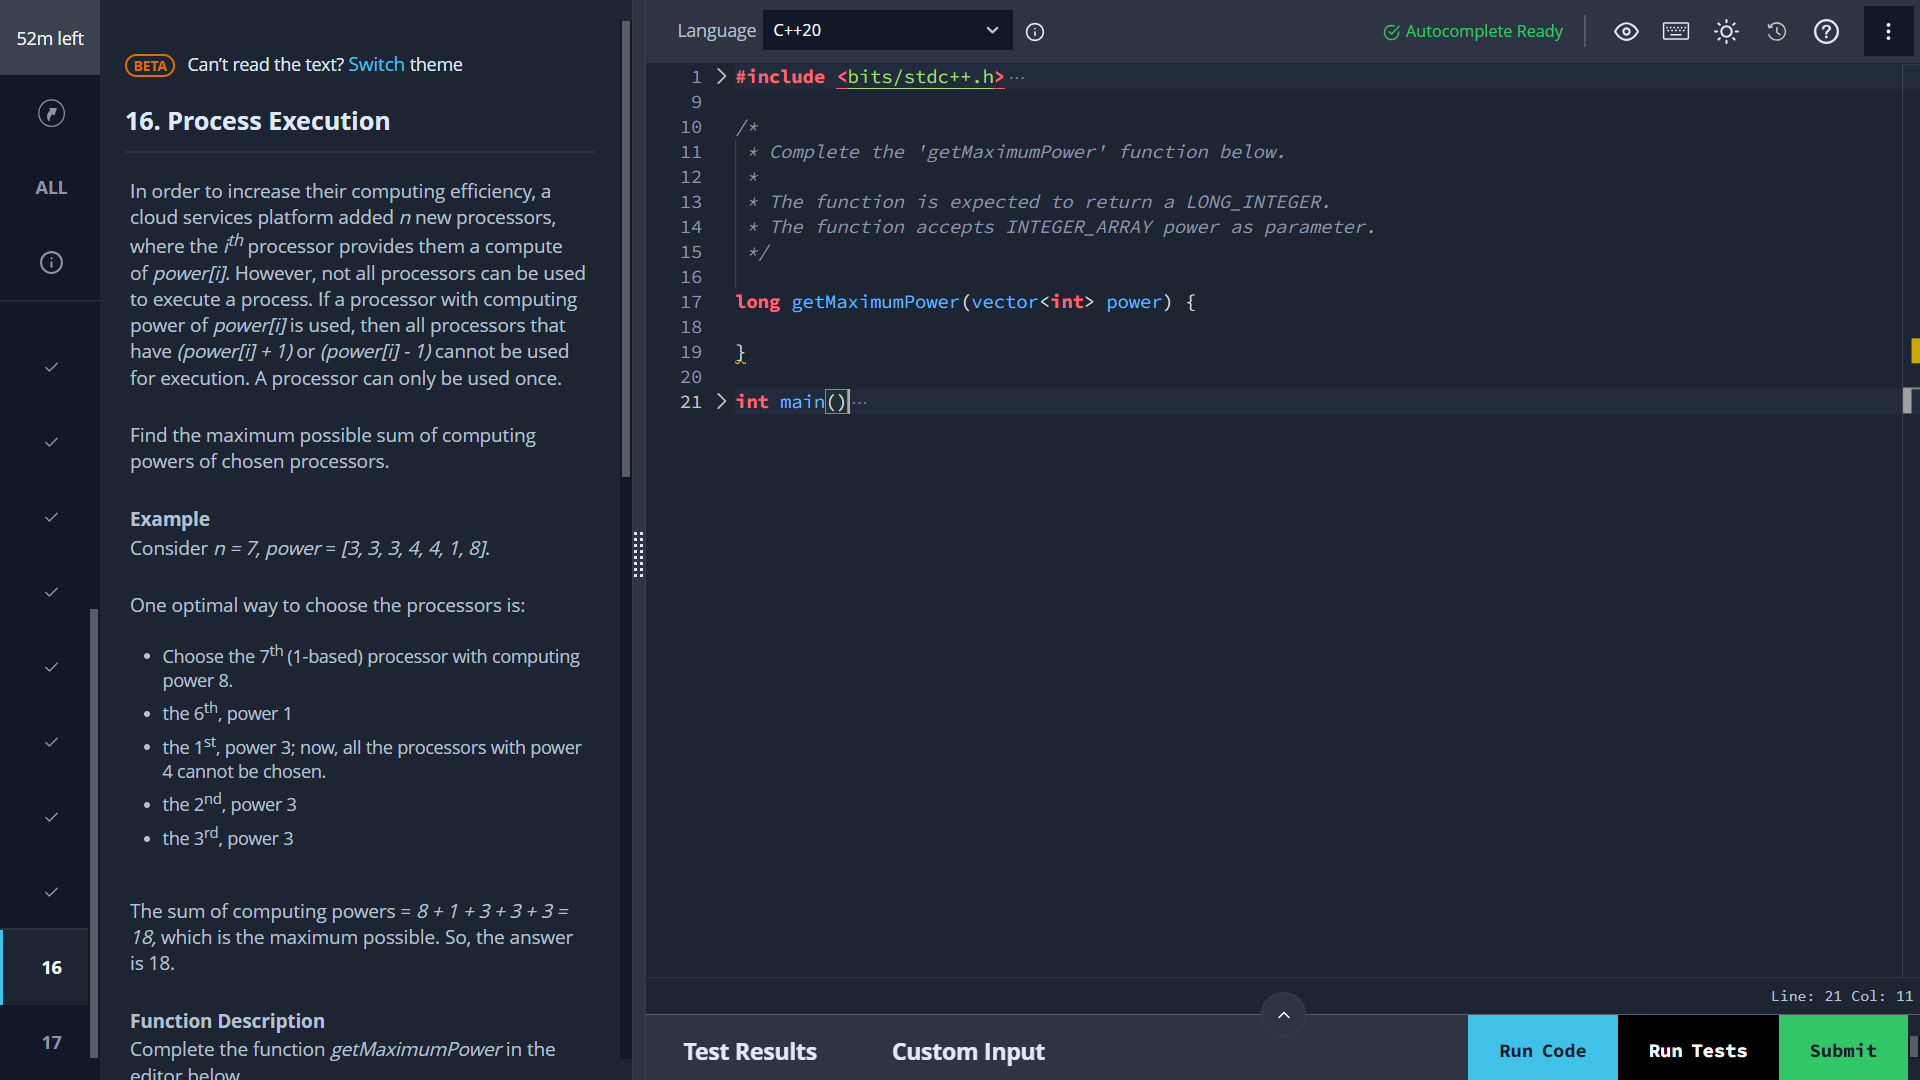 52m left
ALL
16
17
BETA Can't read the text? Switch theme
16. Process Execution
In order to increase their computing efficiency, a
cloud services platform added n new processors,
where the ith processor provides them a compute
of power[i]. However, not all processors can be used
to execute a process. If a processor with computing
power of power[i] is used, then all processors that
have (power[i] + 1) or (power[i] - 1) cannot be used
for execution. A processor can only be used once.
Find the maximum possible sum of computing
powers of chosen processors.
Example
Consider n = 7, power = [3, 3, 3, 4, 4, 1, 8].
One optimal way to choose the processors is:
• Choose the 7th (1-based) processor with computing
power 8.
• the 6th, power 1
• the 1st, power 3; now, all the processors with power
4 cannot be chosen.
• the 2nd, power 3
• the 3rd, power 3
The sum of computing powers = 8 + 1 + 3 + 3 + 3 =
18, which is the maximum possible. So, the answer
is 18.
Function Description
Complete the function getMaximumPower in the
editor below.
Language C++20
Autocomplete Ready
1 #include <bits/stdc++.h> ···
9
10 /*
11 * Complete the 'getMaximumPower' function below.
12 *
13 * The function is expected to return a LONG_INTEGER.
14 * The function accepts INTEGER_ARRAY power as parameter.
15 */
16
17 long getMaximumPower(vector<int> power) {
18
19 }
20
21 int main() ···
Line: 21 Col: 11
Test Results Custom Input Run Code Run Tests Submit